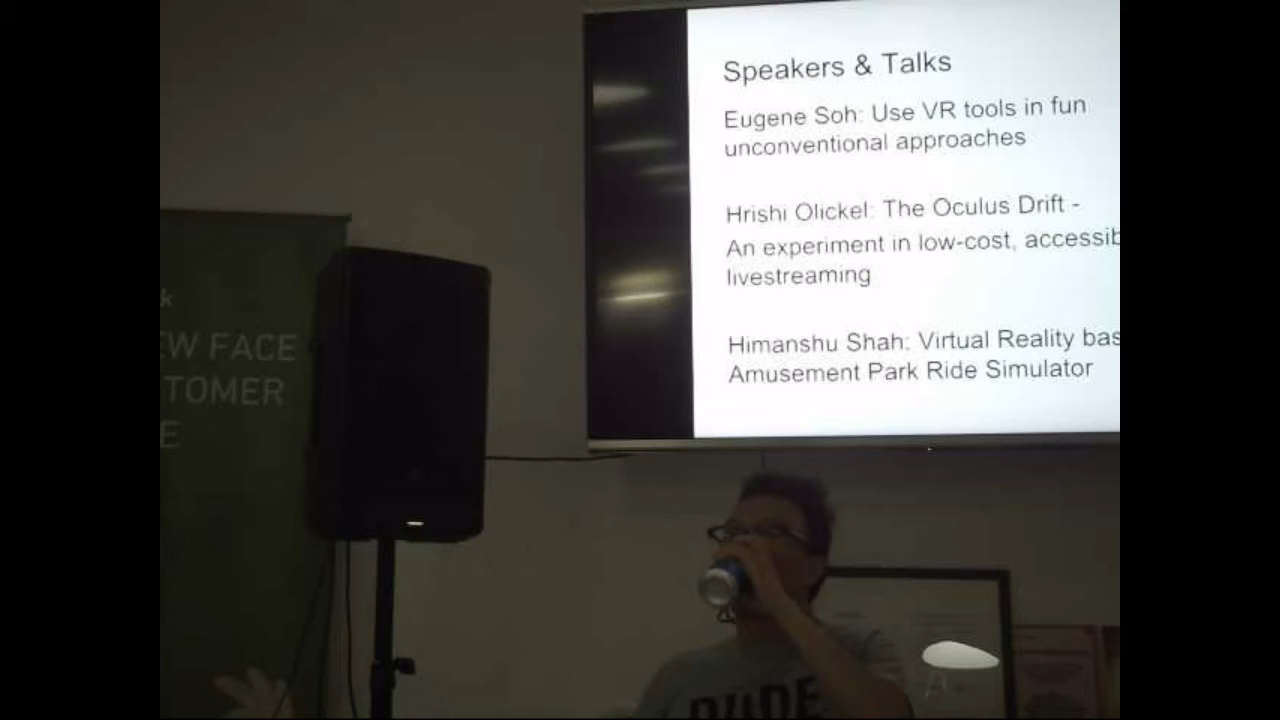 Speakers & Talks
Eugene Soh: Use VR tools in fun
unconventional approaches
Hrishi Olickel: The Oculus Drift -
An experiment in low-cost, accessib
livestreaming
Himanshu Shah: Virtual Reality bas
Amusement Park Ride Simulator
k
EW FACE
TOMER
E
DUDE